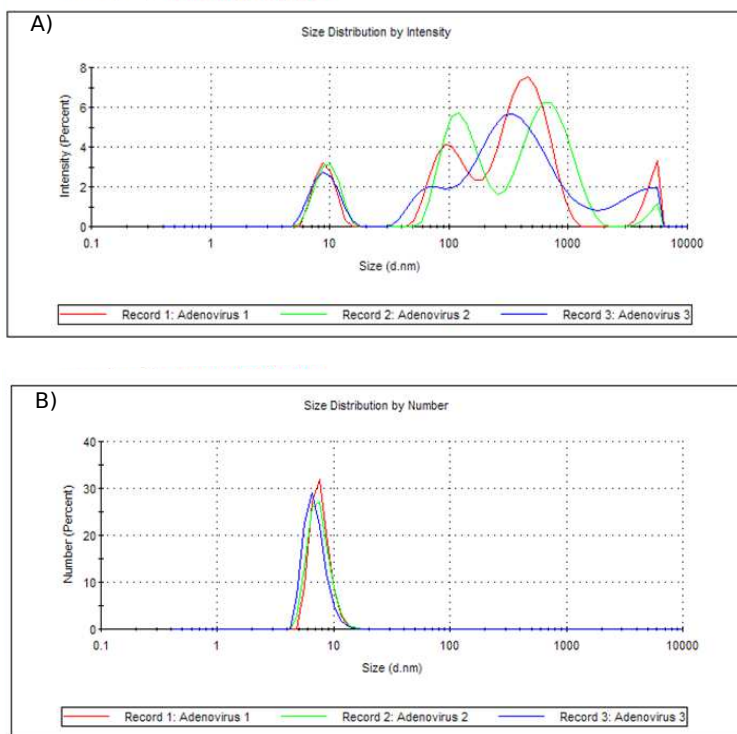 A)
Size Distribution by Intensity
Intensity (Percent)
8
6
4
2
0
0.1 1 10 100 1000 10000
Size (d.nm)
Record 1: Adenovirus 1 Record 2: Adenovirus 2 Record 3: Adenovirus 3
B)
Size Distribution by Number
Number (Percent)
40
30
20
10
0
0.1 1 10 100 1000 10000
Size (d.nm)
Record 1: Adenovirus 1 Record 2: Adenovirus 2 Record 3: Adenovirus 3